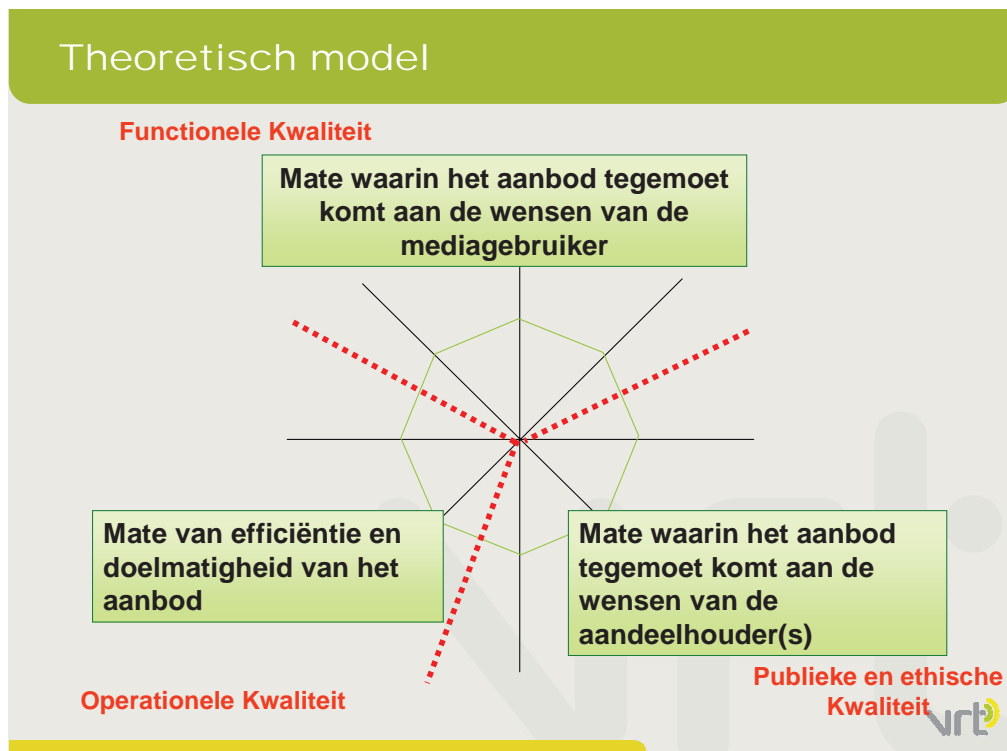 Theoretisch model
Functionele Kwaliteit
Mate waarin het aanbod tegemoet
komt aan de wensen van de
mediagebruiker
Mate van efficiëntie en
doelmatigheid van het
aanbod
Mate waarin het aanbod
tegemoet komt aan de
wensen van de
aandeelhouder(s)
Operationele Kwaliteit
Publieke en ethische
Kwaliteit
vrt